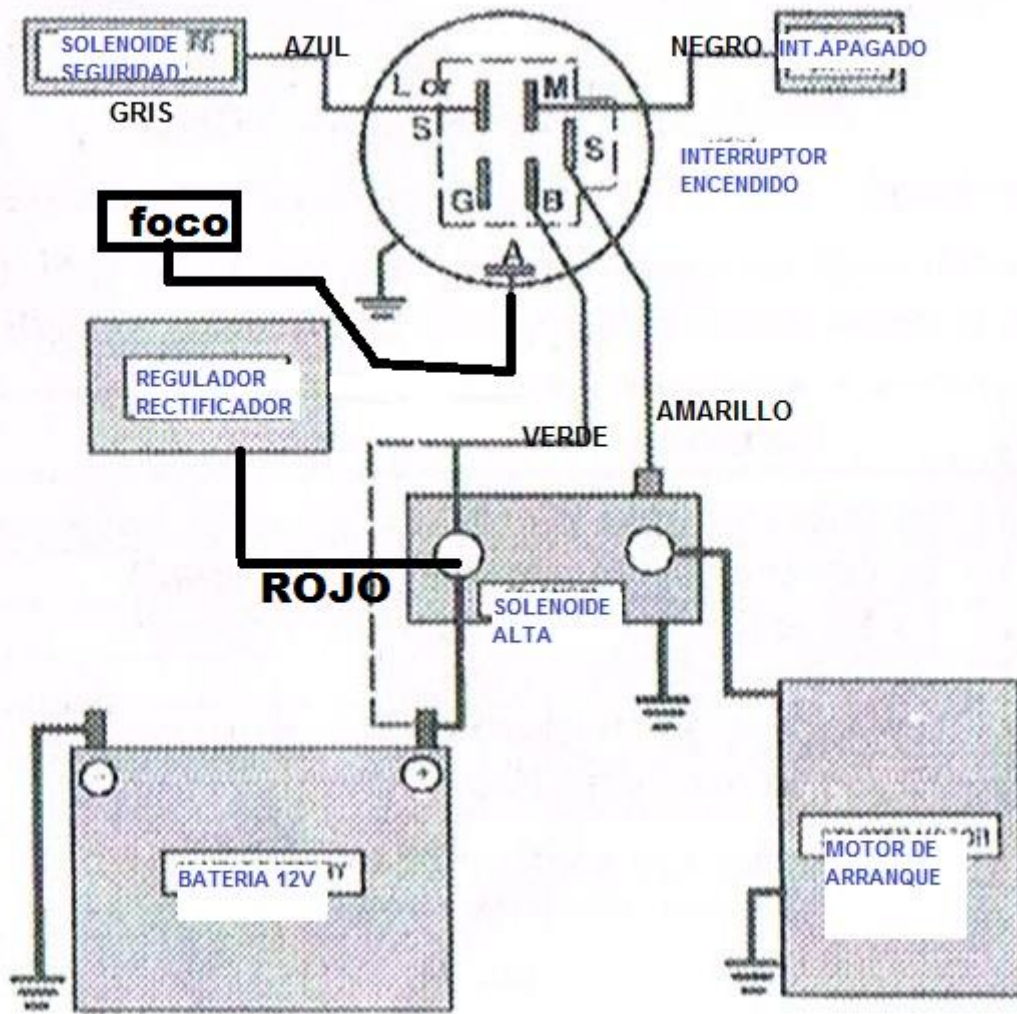 SOLENOIDE
SEGURIDAD
AZUL
NEGRO
INT.APAGADO
GRIS
L or
S
M
S
G
B
A
INTERRUPTOR
ENCENDIDO
foco
REGULADOR
RECTIFICADOR
VERDE
AMARILLO
ROJO
SOLENOIDE
ALTA
- +
BATERIA 12V
MOTOR DE
ARRANQUE